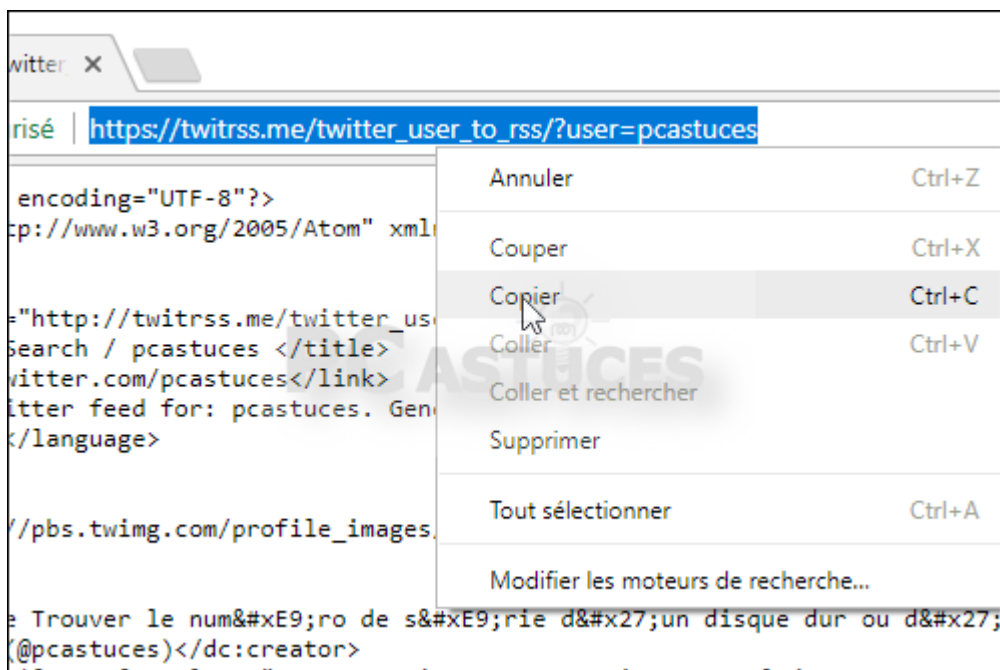 witter
risé https://twitrss.me/twitter_user_to_rss/?user=pcastuces
Annuler Ctrl+Z
encoding="UTF-8"?>
tp://www.w3.org/2005/Atom" xml
Couper Ctrl+X
Copier Ctrl+C
="http://twitrss.me/twitter_us
Coller Ctrl+V
Search / pcastuces </title>
PC ASTUCES
witter.com/pcastuces</link>
Coller et rechercher
itter feed for: pcastuces. Gen
</language>
Supprimer
Tout sélectionner Ctrl+A
//pbs.twimg.com/profile_images
Modifier les moteurs de recherche...
e Trouver le num&#xE9;ro de s&#xE9;rie d&#x27;un disque dur ou d&#x27;
(@pcastuces)</dc:creator>